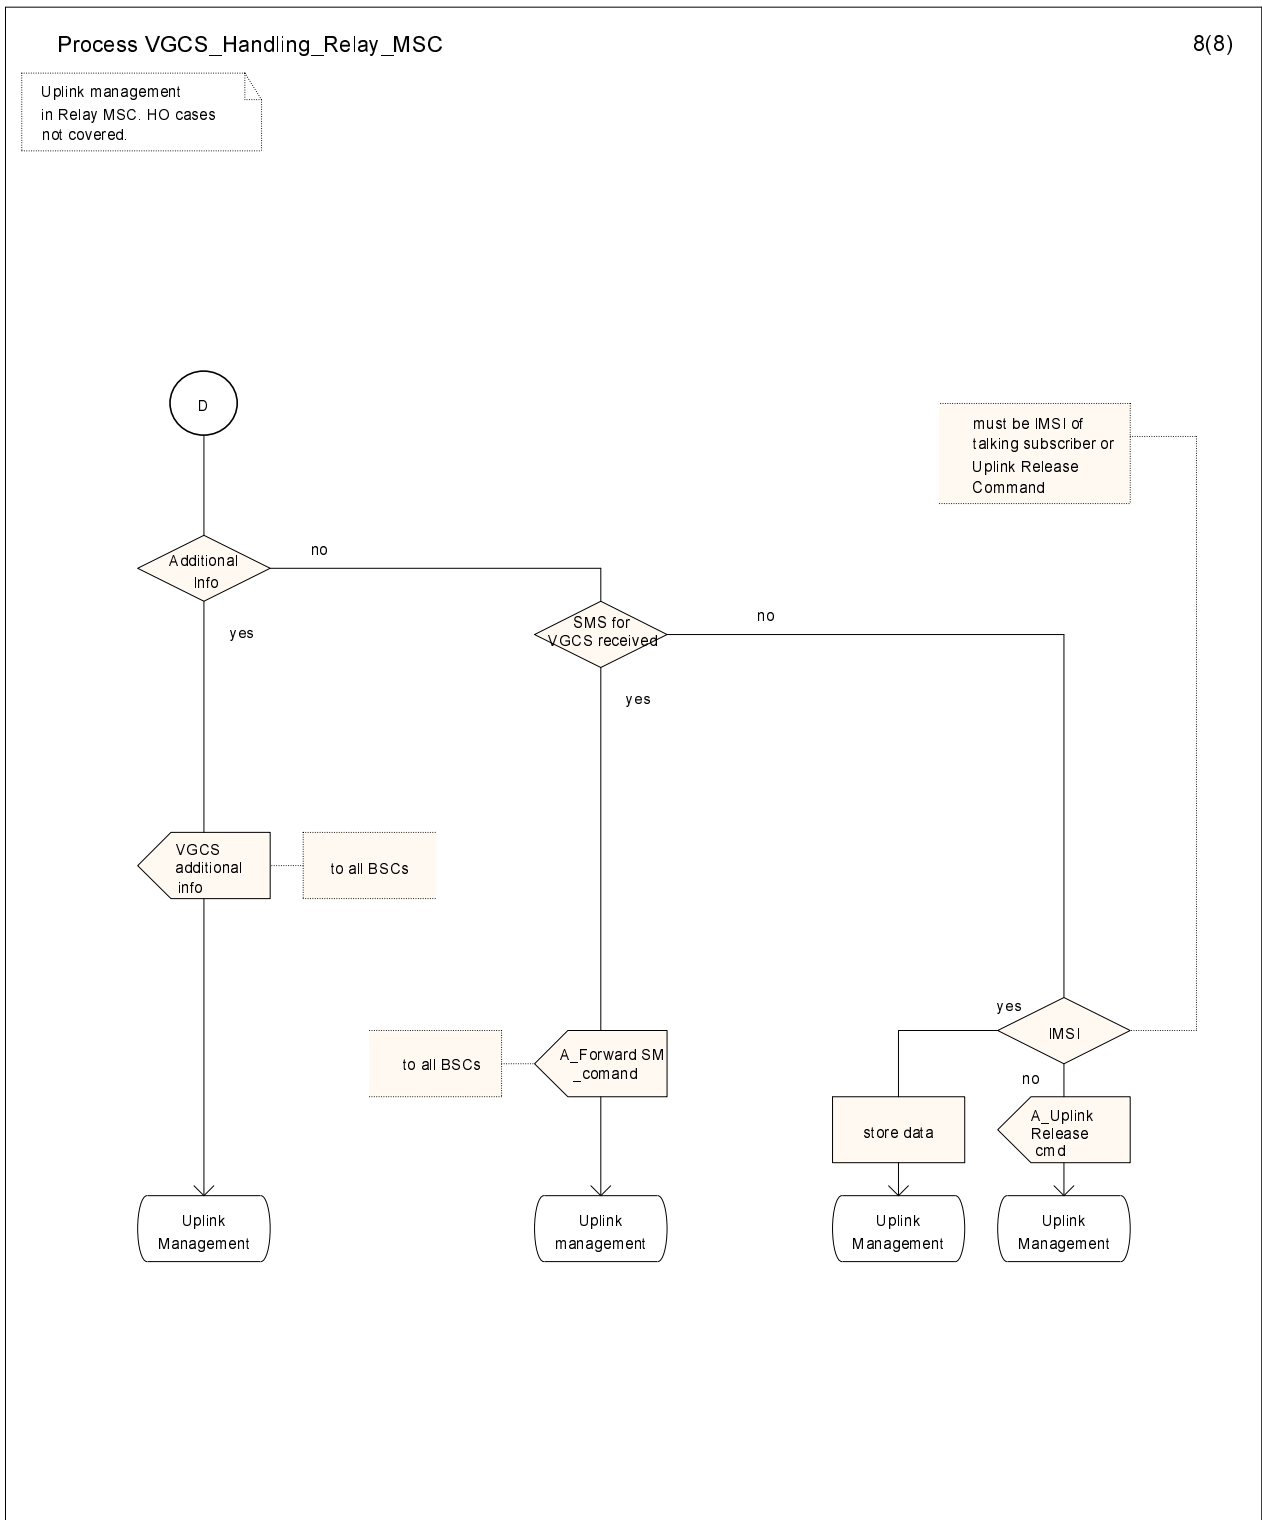 Process VGCS_Handling_Relay_MSC
8(8)
Uplink management
in Relay MSC. HO cases
not covered.
D
must be IMSI of
talking subscriber or
Uplink Release
Command
Additional
Info
no
yes
SMS for
VGCS received
no
yes
VGCS
additional
info
to all BSCs
to all BSCs
A_Forward SM
_comand
yes
IMSI
no
store data
A_Uplink
Release
cmd
Uplink
Management
Uplink
management
Uplink
Management
Uplink
Management